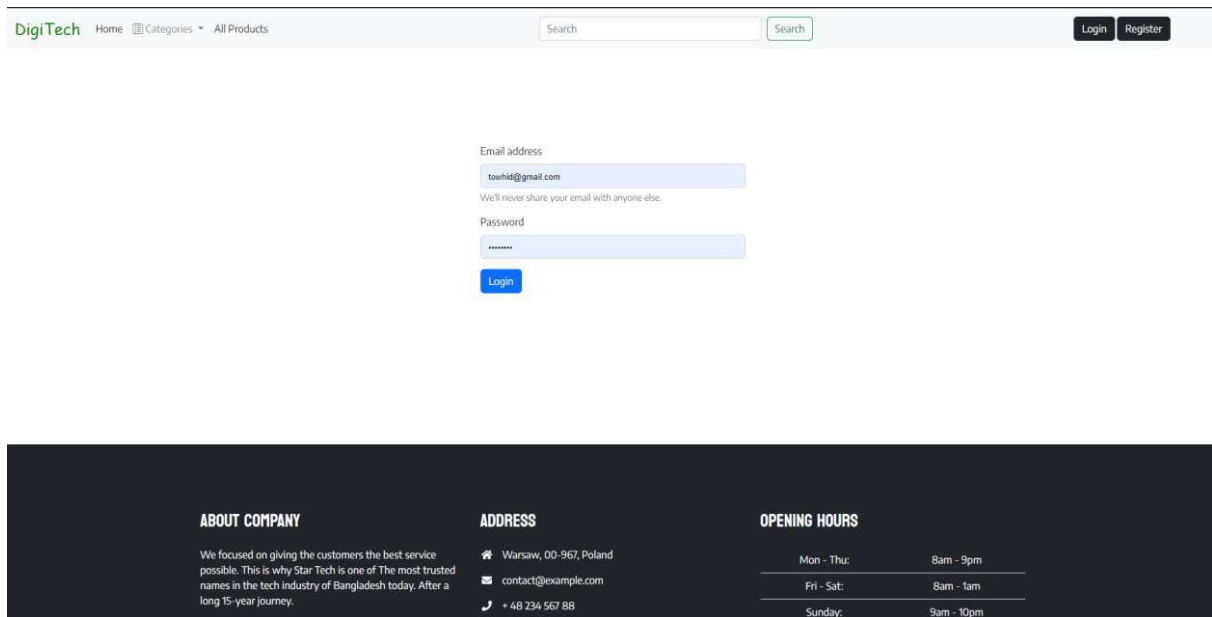 DigiTech Home Categories All Products Search Search Login Register
Email address
towhid@gmail.com
We'll never share your email with anyone else.
Password
••••••••
Login
ABOUT COMPANY
We focused on giving the customers the best service
possible. This is why Star Tech is one of The most trusted
names in the tech industry of Bangladesh today. After a
long 15-year journey.
ADDRESS
Warsaw, 00-967, Poland
contact@example.com
+ 48 234 567 88
OPENING HOURS
Mon - Thu: 8am - 9pm
Fri - Sat: 8am - 1am
Sunday: 9am - 10pm